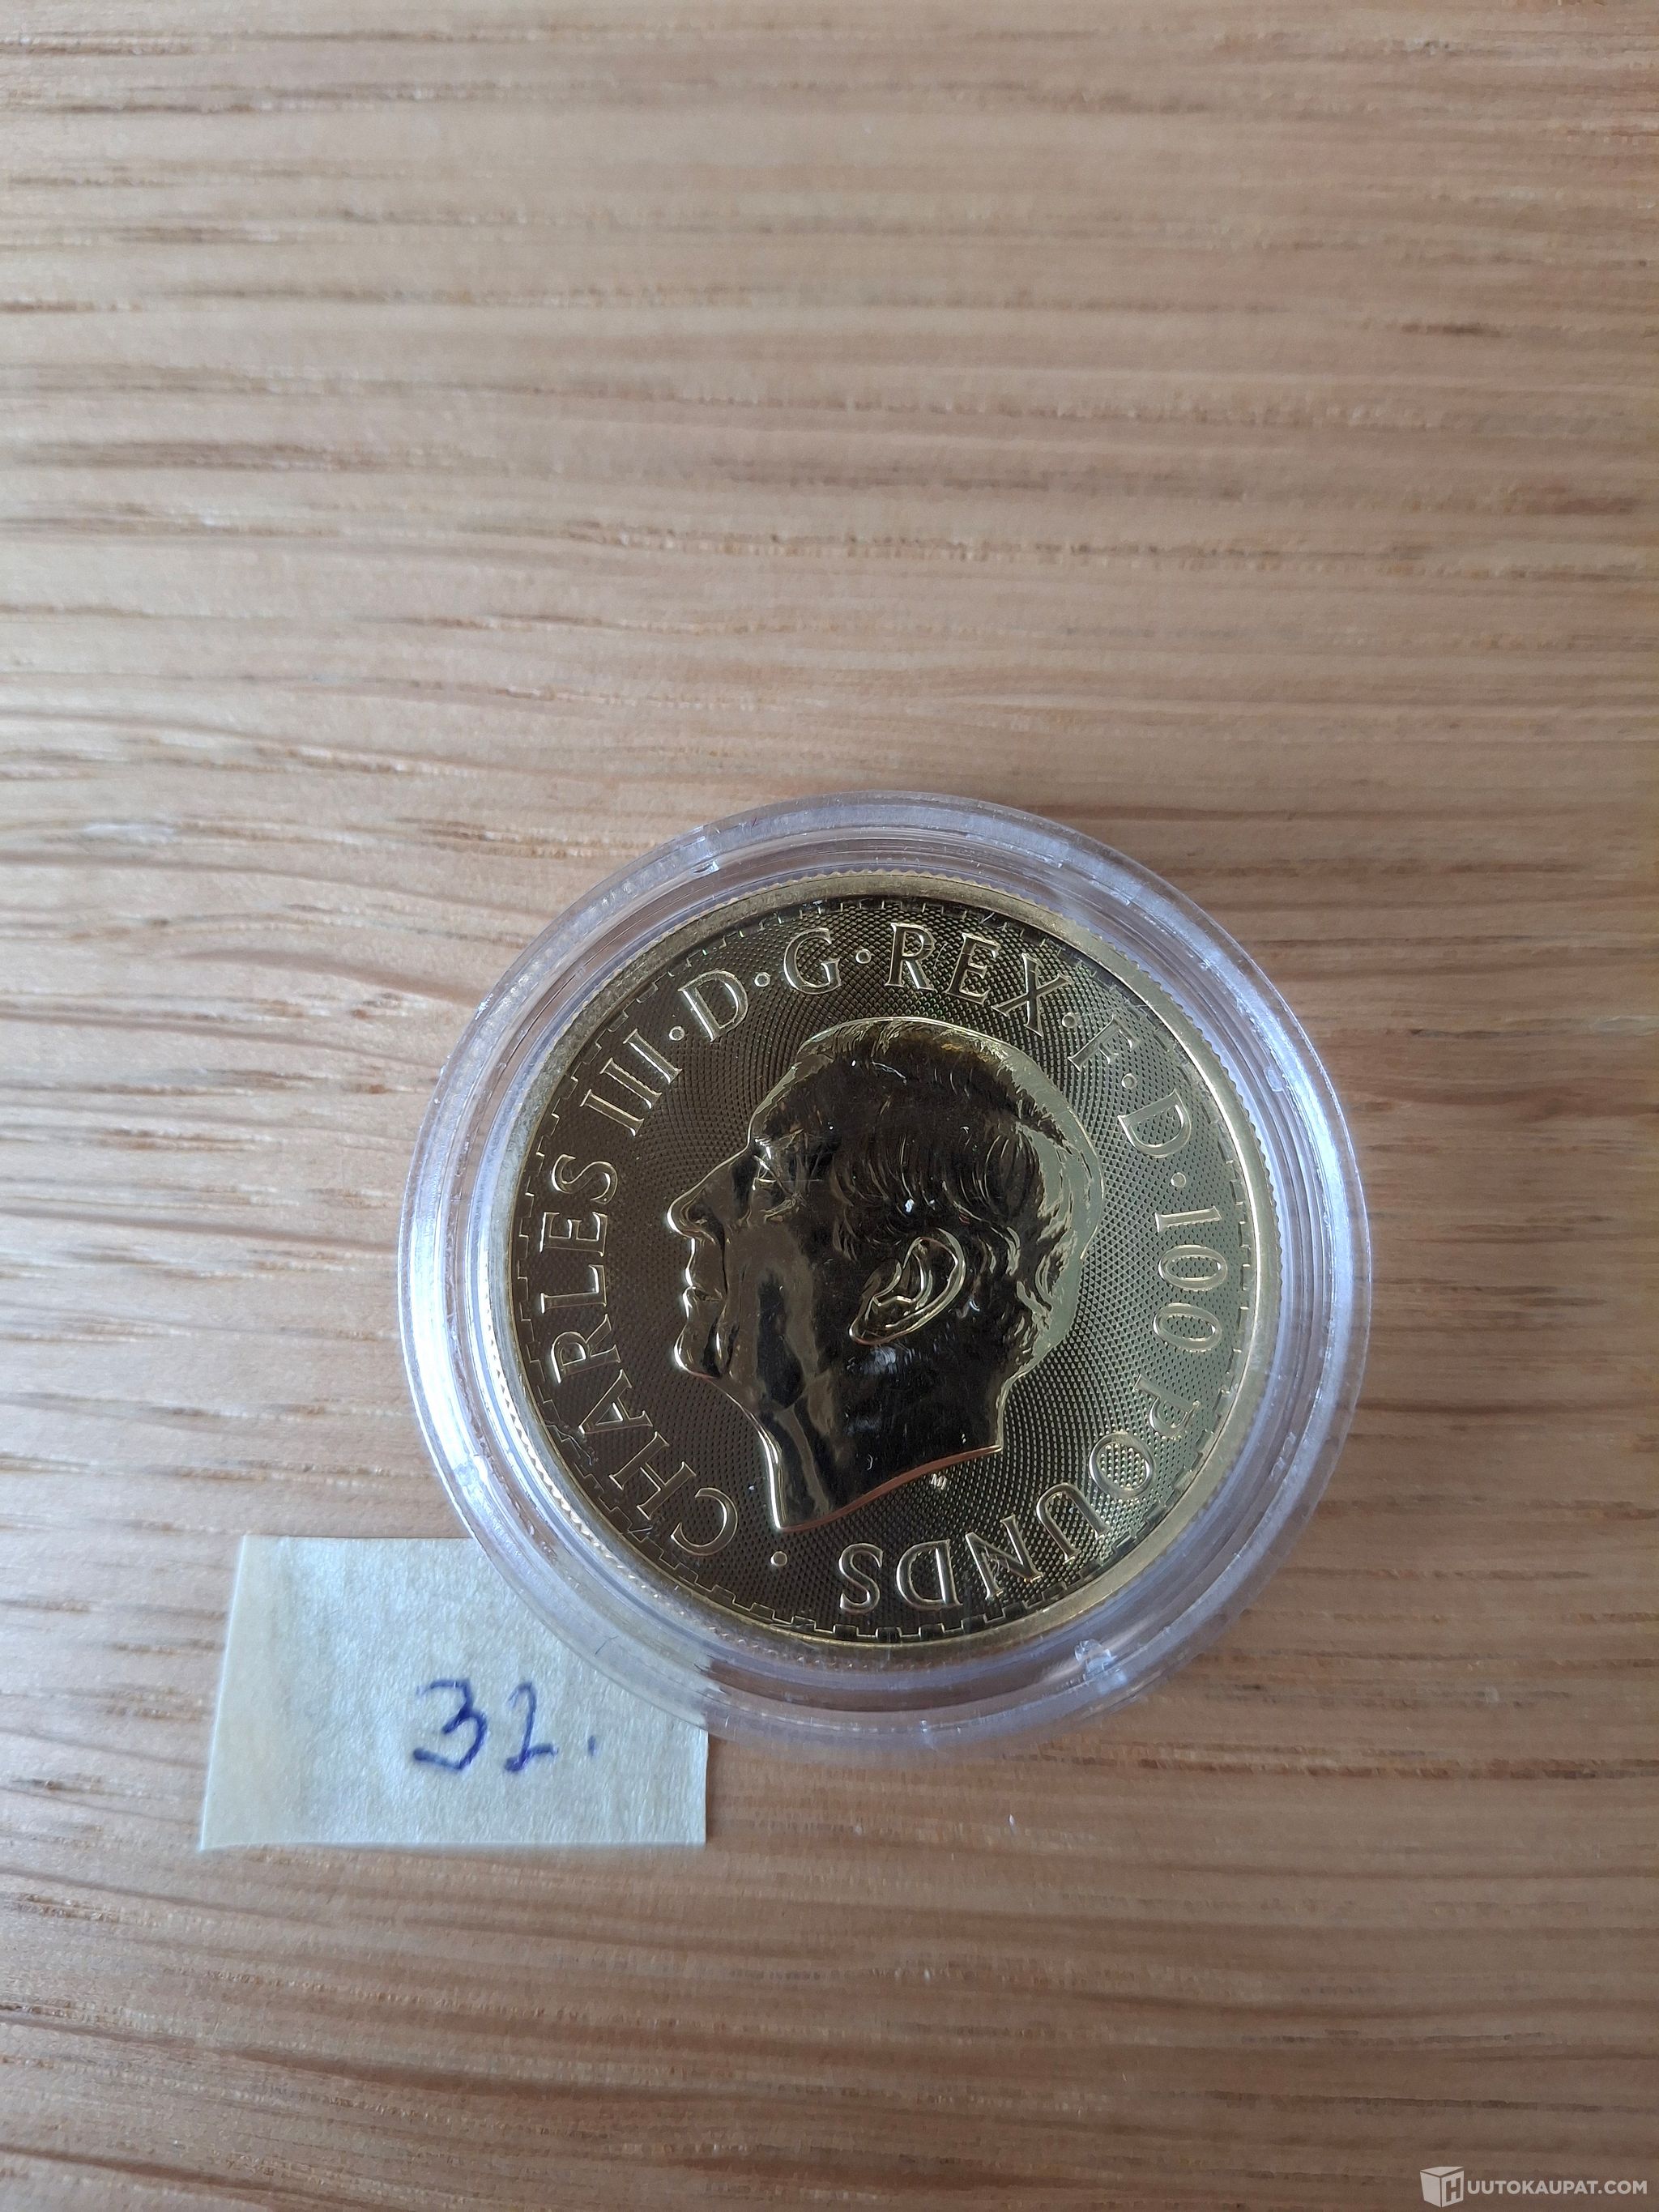 · CHARLES III · D · G · REX · F · D · 100 POUNDS
32.
HUUTOKAUPAT.COM